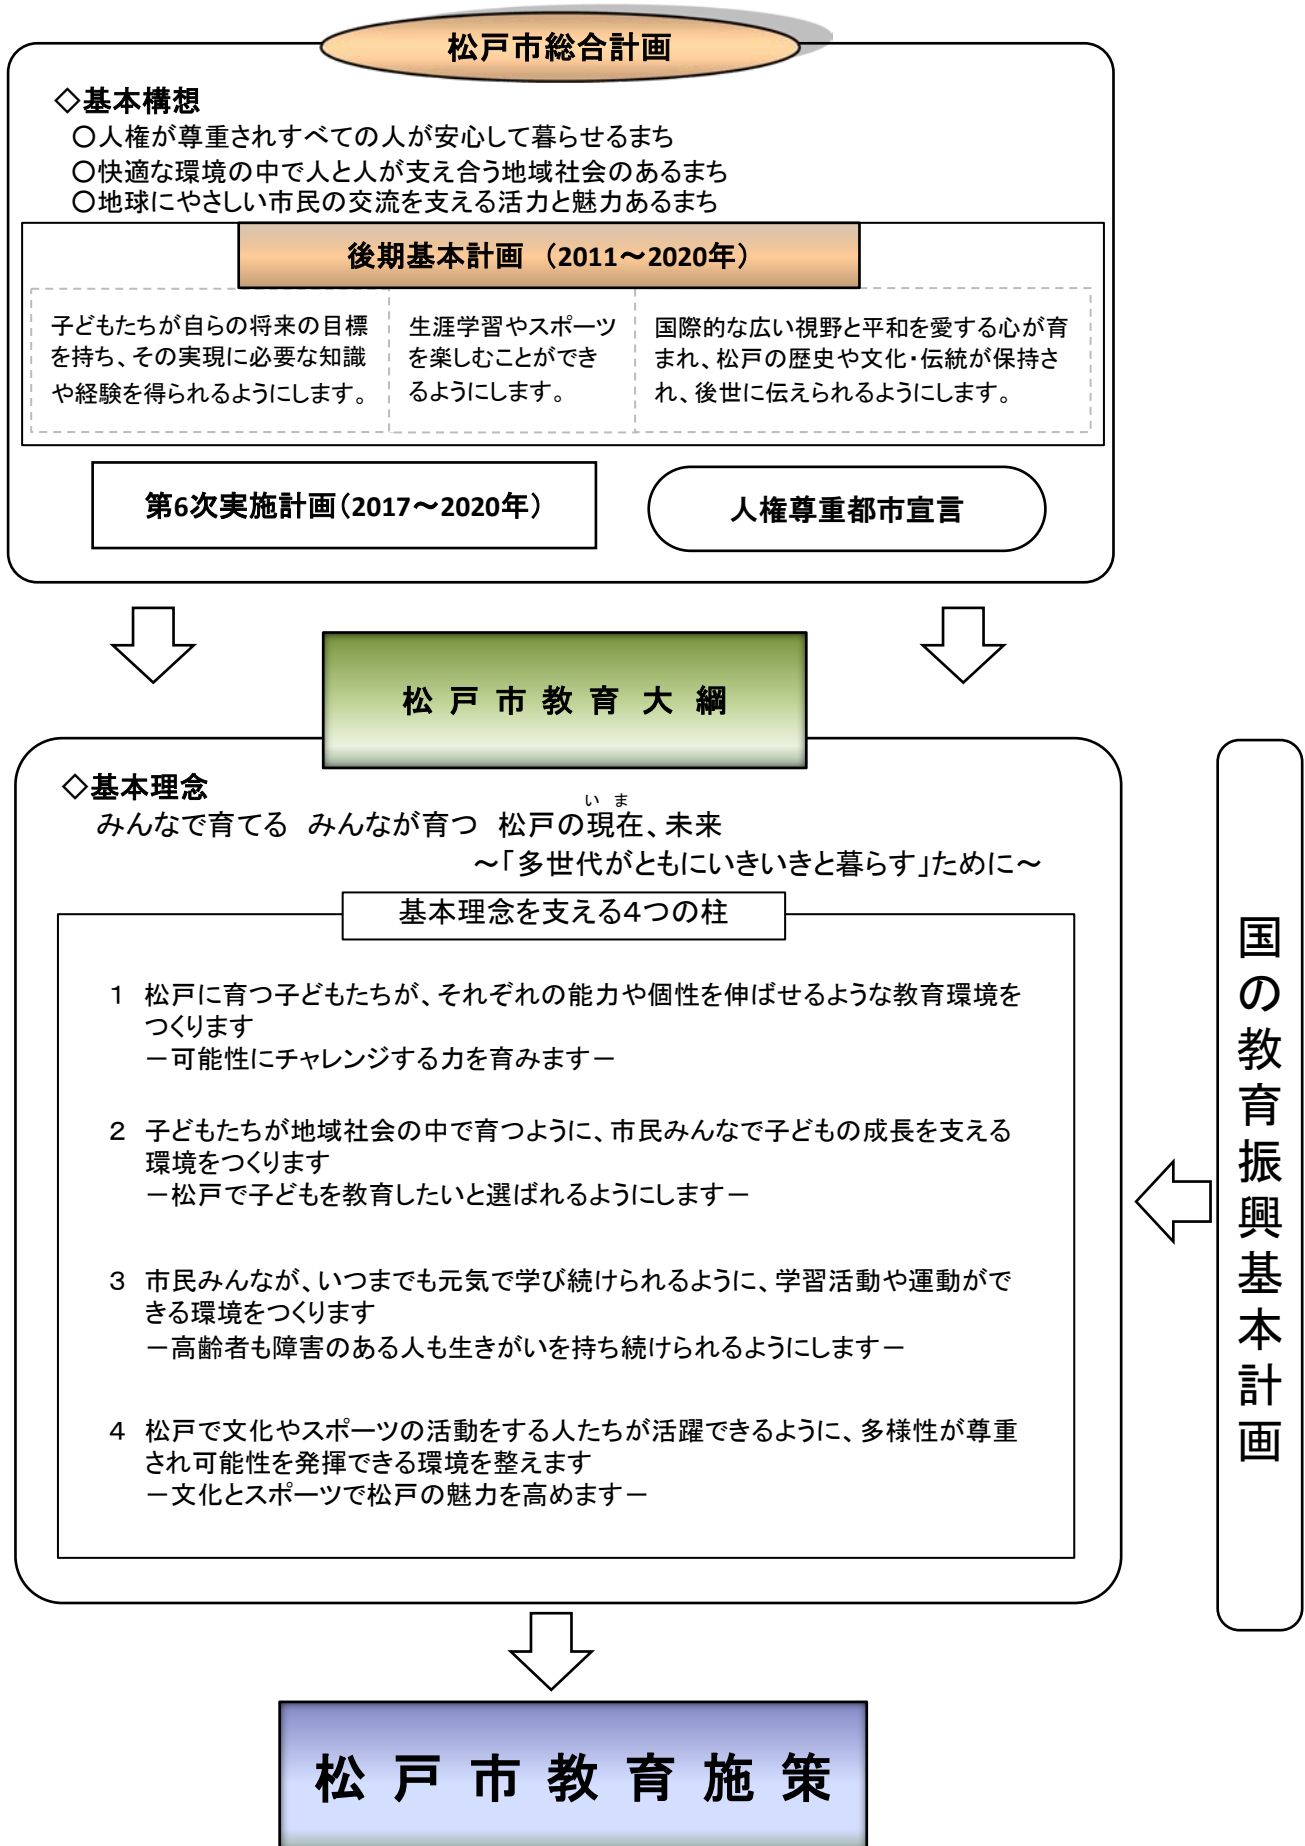 松戸市総合計画
◇基本構想
○人権が尊重されすべての人が安心して暮らせるまち
○快適な環境の中で人と人が支え合う地域社会のあるまち
○地球にやさしい市民の交流を支える活力と魅力あるまち
後期基本計画 （2011～2020年）
子どもたちが自らの将来の目標
を持ち、その実現に必要な知識
や経験を得られるようにします。
生涯学習やスポーツ
を楽しむことができ
るようにします。
国際的な広い視野と平和を愛する心が育
まれ、松戸の歴史や文化・伝統が保持さ
れ、後世に伝えられるようにします。
第6次実施計画（2017～2020年）
人権尊重都市宣言
松戸市教育大綱
◇基本理念
いま
みんなで育てる みんなが育つ 松戸の現在、未来
～「多世代がともにいきいきと暮らす」ために～
基本理念を支える４つの柱
１ 松戸に育つ子どもたちが、それぞれの能力や個性を伸ばせるような教育環境を
つくります
－可能性にチャレンジする力を育みます－
２ 子どもたちが地域社会の中で育つように、市民みんなで子どもの成長を支える
環境をつくります
－松戸で子どもを教育したいと選ばれるようにします－
３ 市民みんなが、いつまでも元気で学び続けられるように、学習活動や運動がで
きる環境をつくります
－高齢者も障害のある人も生きがいを持ち続けられるようにします－
４ 松戸で文化やスポーツの活動をする人たちが活躍できるように、多様性が尊重
され可能性を発揮できる環境を整えます
－文化とスポーツで松戸の魅力を高めます－
国の教育振興基本計画
松戸市教育施策